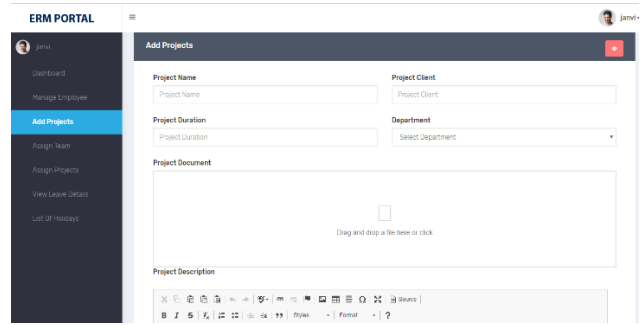 ERM PORTAL
janvi
janvi
Dashboard
Manage Employee
Add Projects
Assign Team
Assign Projects
View Leave Details
List Of Holidays
Add Projects
Project Name
Project Client
Project Name
Project Client
Project Duration
Department
Project Duration
Select Department
Project Document
Drag and drop a file here or click
Project Description
Source
B I S Ix Styles Format ?